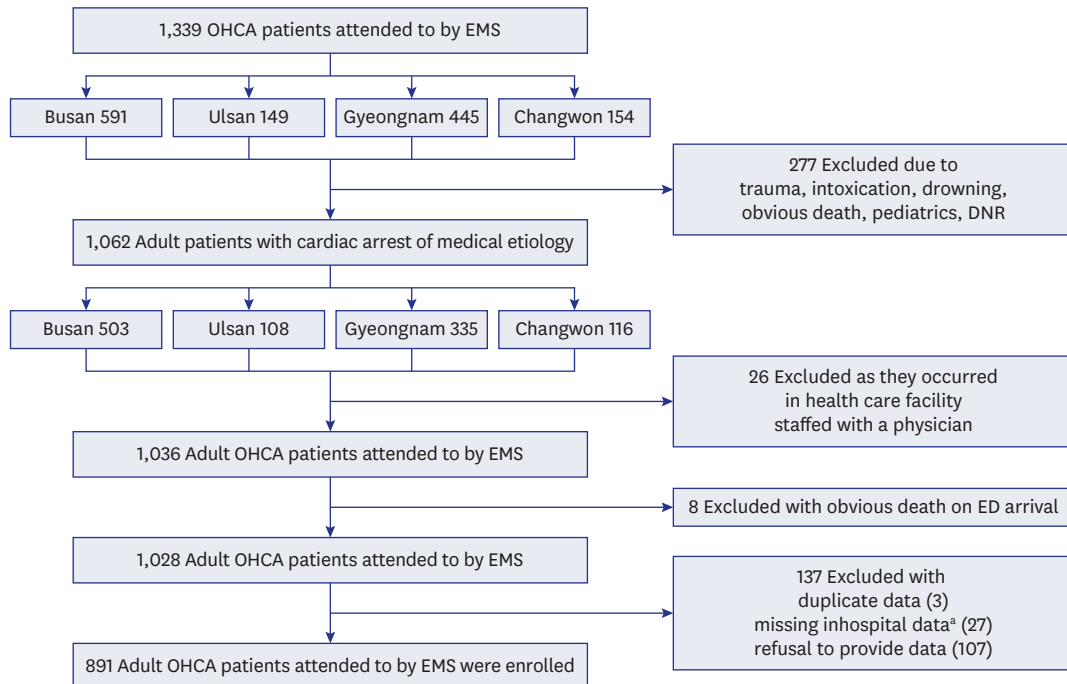 1,339 OHCA patients attended to by EMS
Busan 591
Ulsan 149
Gyeongnam 445
Changwon 154
277 Excluded due to
trauma, intoxication, drowning,
obvious death, pediatrics, DNR
1,062 Adult patients with cardiac arrest of medical etiology
Busan 503
Ulsan 108
Gyeongnam 335
Changwon 116
26 Excluded as they occurred
in health care facility
staffed with a physician
1,036 Adult OHCA patients attended to by EMS
8 Excluded with obvious death on ED arrival
1,028 Adult OHCA patients attended to by EMS
137 Excluded with
duplicate data (3)
missing inhospital dataª (27)
refusal to provide data (107)
891 Adult OHCA patients attended to by EMS were enrolled